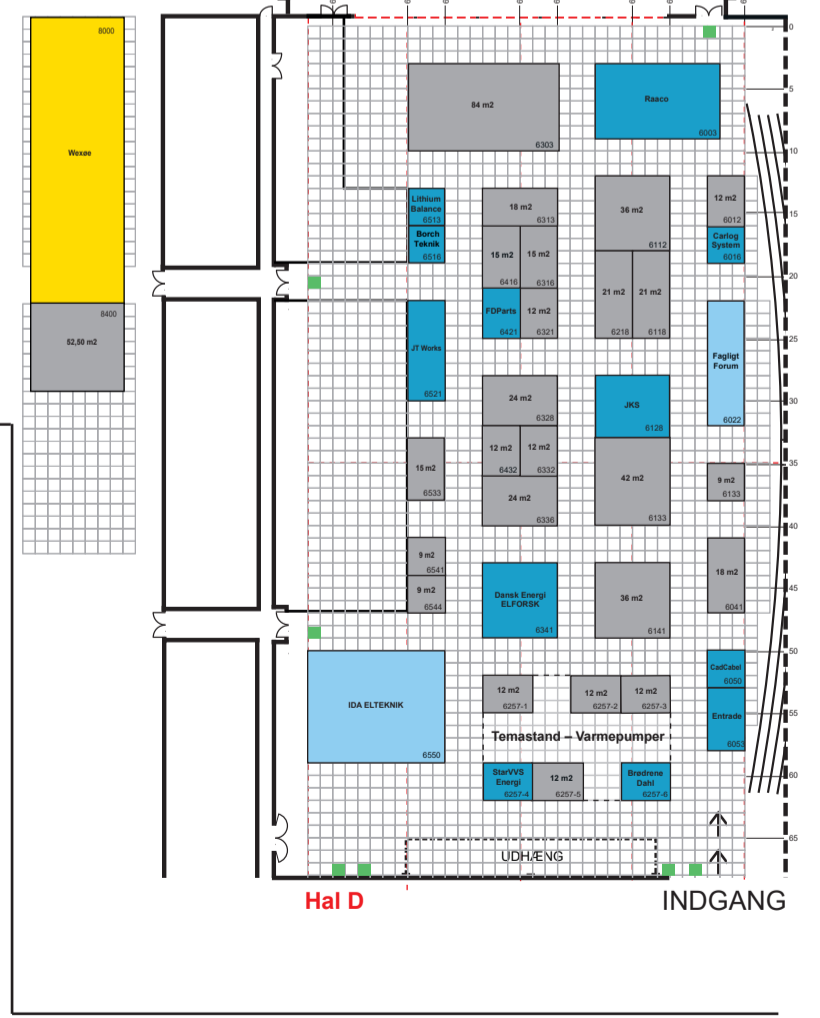 8000
Wexøe
8400
52,50 m2
84 m2
6303
Raaco
6003
Lithium
Balance
6513
Borch
Teknik
6516
18 m2
6313
15 m2
6416
15 m2
6316
FDParts
6421
12 m2
6321
36 m2
6112
21 m2
6218
21 m2
6118
12 m2
6012
Carlog
System
6016
JT Works
6521
Fagligt
Forum
6022
24 m2
6328
12 m2
6432
12 m2
6332
24 m2
6336
JKS
6128
42 m2
6133
15 m2
6533
9 m2
6133
9 m2
6541
9 m2
6544
Dansk Energi
ELFORSK
6341
36 m2
6141
18 m2
6041
IDA ELTEKNIK
6550
12 m2
6257-1
12 m2
6257-2
12 m2
6257-3
CadCabel
6050
Entrade
6053
Temastand – Varmepumper
StarVVS
Energi
6257-4
12 m2
6257-5
Brødrene
Dahl
6257-6
UDHÆNG
Hal D
INDGANG
0
5
10
15
20
25
30
35
40
45
50
55
60
65